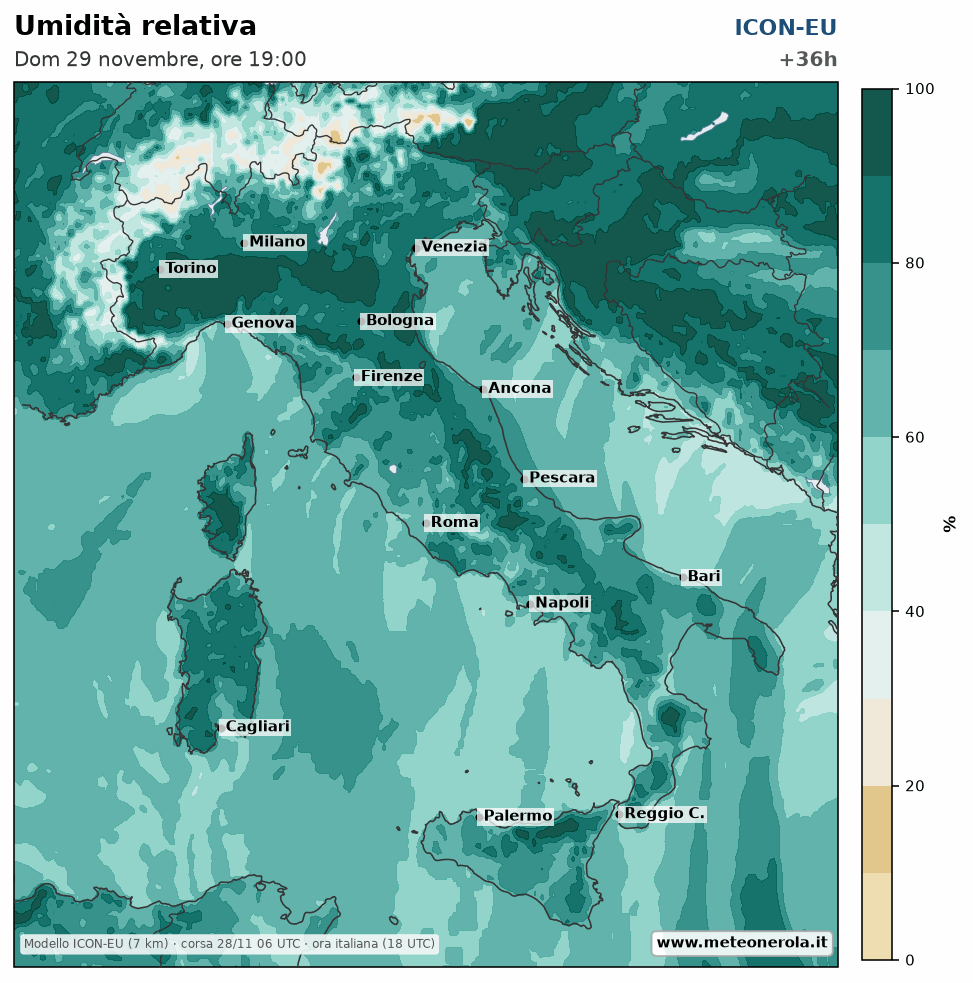 Umidità relativa
ICON-EU
Dom 29 novembre, ore 19:00
+36h
100
80
60
40
20
0
%
Milano
Venezia
Torino
Genova
Bologna
Firenze
Ancona
Pescara
Roma
Bari
Napoli
Cagliari
Palermo
Reggio C.
Modello ICON-EU (7 km) · corsa 28/11 06 UTC · ora italiana (18 UTC)
www.meteonerola.it